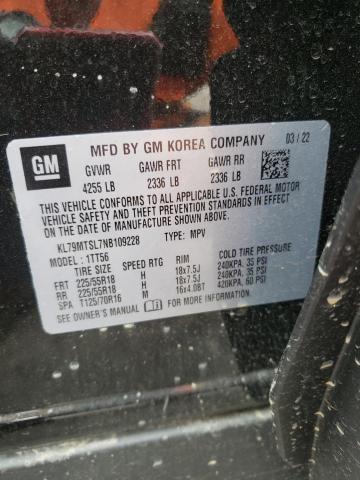 GM
MFD BY GM KOREA COMPANY 03 / 22
GVWR GAWR FRT GAWR RR
4255 LB 2336 LB 2336 LB
THIS VEHICLE CONFORMS TO ALL APPLICABLE U.S. FEDERAL MOTOR
VEHICLE SAFETY AND THEFT PREVENTION STANDARDS IN EFFECT ON THE
DATE OF MANUFACTURE SHOWN ABOVE.
KL79MTSL7NB109228 TYPE: MPV
MODEL: 1TT56
TIRE SIZE SPEED RTG RIM COLD TIRE PRESSURE
FRT 225/55R18 H 18x7.5J 240KPA, 35 PSI
RR 225/55R18 H 18x7.5J 240KPA, 35 PSI
SPA T125/70R16 M 16x4.0BT 420KPA, 60 PSI
SEE OWNER'S MANUAL FOR ADDITIONAL INFORMATION